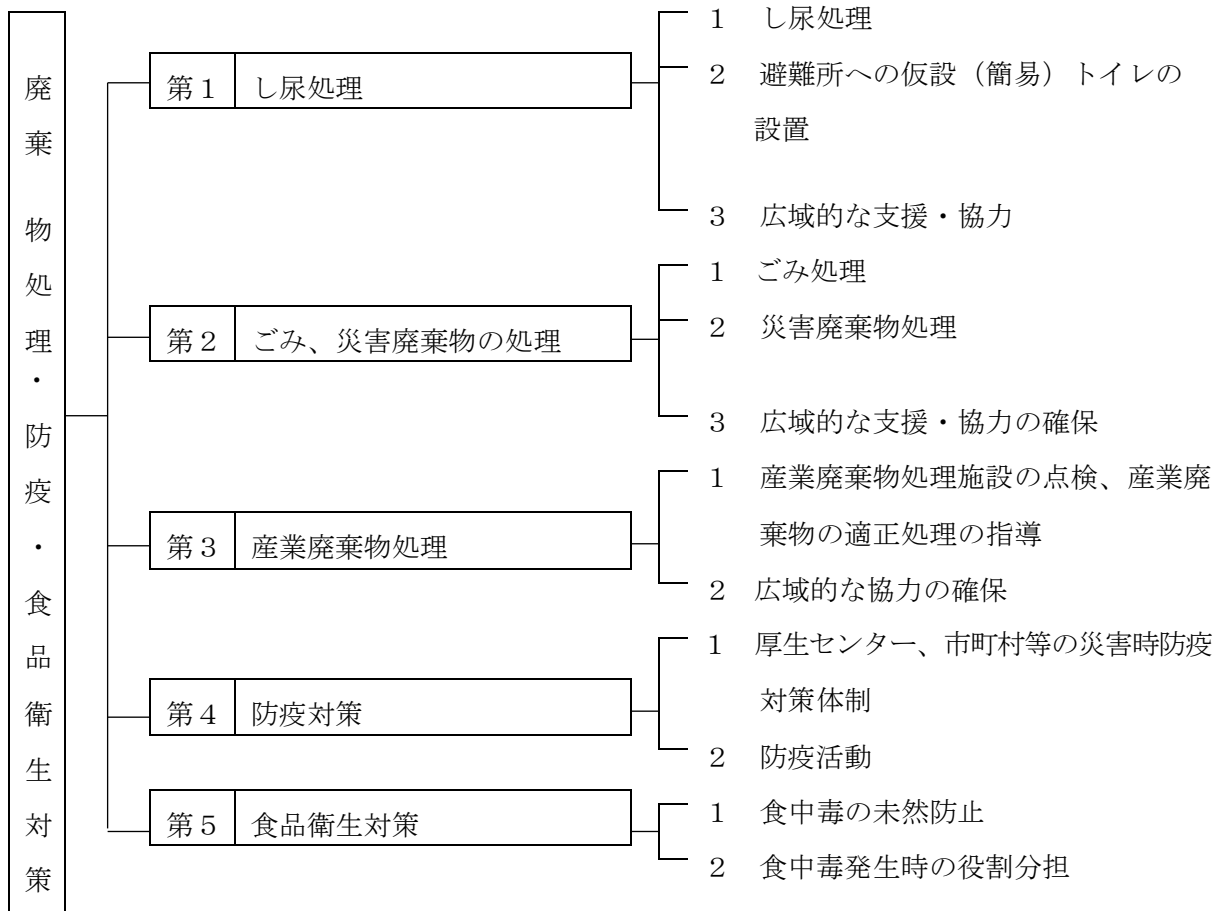 廃棄物処理・防疫・食品衛生対策
第1 し尿処理
1 し尿処理
2 避難所への仮設（簡易）トイレの
設置
3 広域的な支援・協力
第2 ごみ、災害廃棄物の処理
1 ごみ処理
2 災害廃棄物処理
3 広域的な支援・協力の確保
第3 産業廃棄物処理
1 産業廃棄物処理施設の点検、産業廃
棄物の適正処理の指導
2 広域的な協力の確保
第4 防疫対策
1 厚生センター、市町村等の災害時防疫
対策体制
2 防疫活動
第5 食品衛生対策
1 食中毒の未然防止
2 食中毒発生時の役割分担